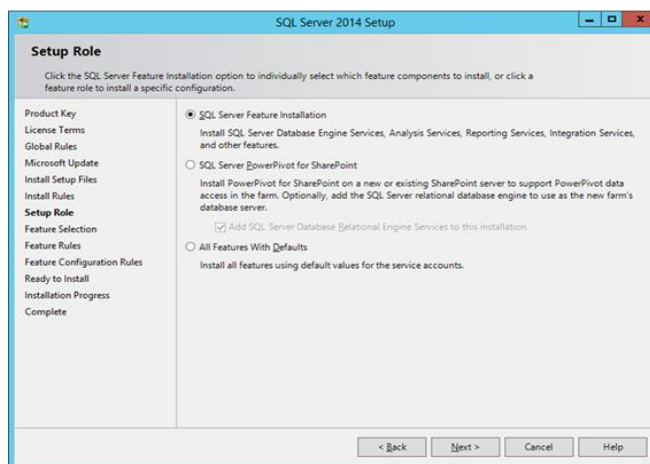 SQL Server 2014 Setup
Setup Role
Click the SQL Server Feature Installation option to individually select which feature components to install, or click a
feature role to install a specific configuration.
Product Key
License Terms
Global Rules
Microsoft Update
Install Setup Files
Install Rules
Setup Role
Feature Selection
Feature Rules
Feature Configuration Rules
Ready to Install
Installation Progress
Complete
SQL Server Feature Installation
Install SQL Server Database Engine Services, Analysis Services, Reporting Services, Integration Services,
and other features.
SQL Server PowerPivot for SharePoint
Install PowerPivot for SharePoint on a new or existing SharePoint server to support PowerPivot data
access in the farm. Optionally, add the SQL Server relational database engine to use as the new farm's
database server.
Add SQL Server Database Relational Engine Services to this installation.
All Features With Defaults
Install all features using default values for the service accounts.
< Back
Next >
Cancel
Help